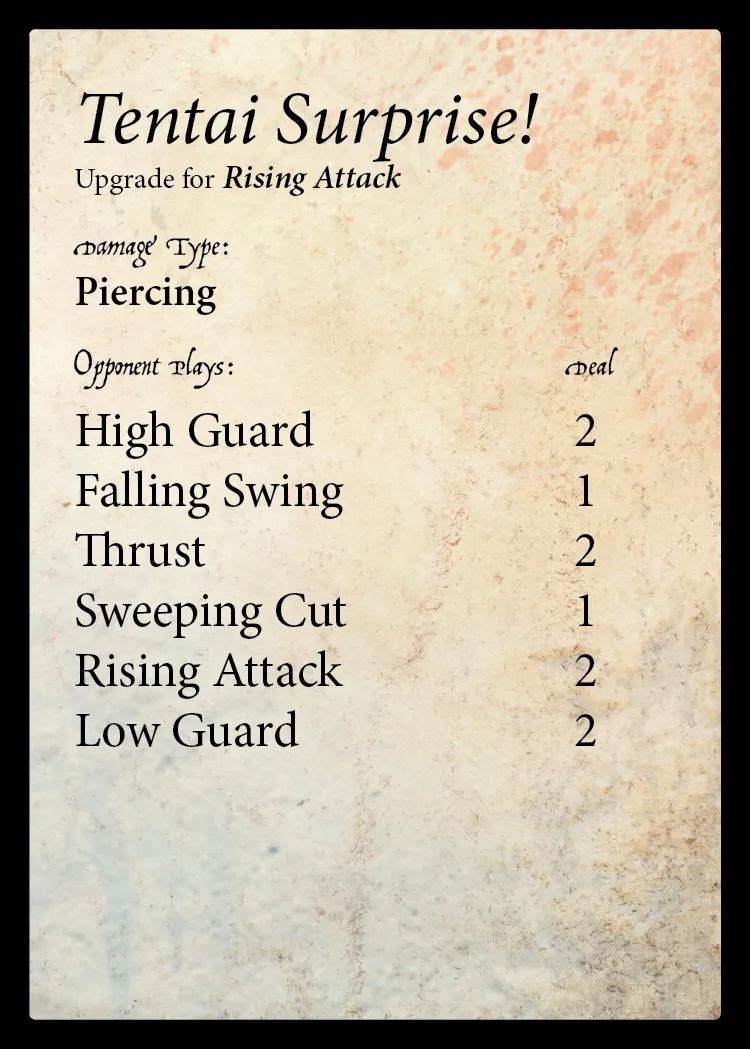 Tentai Surprise!
Upgrade for Rising Attack
Damage Type:
Piercing
Opponent Plays: Deal
High Guard 2
Falling Swing 1
Thrust 2
Sweeping Cut 1
Rising Attack 2
Low Guard 2